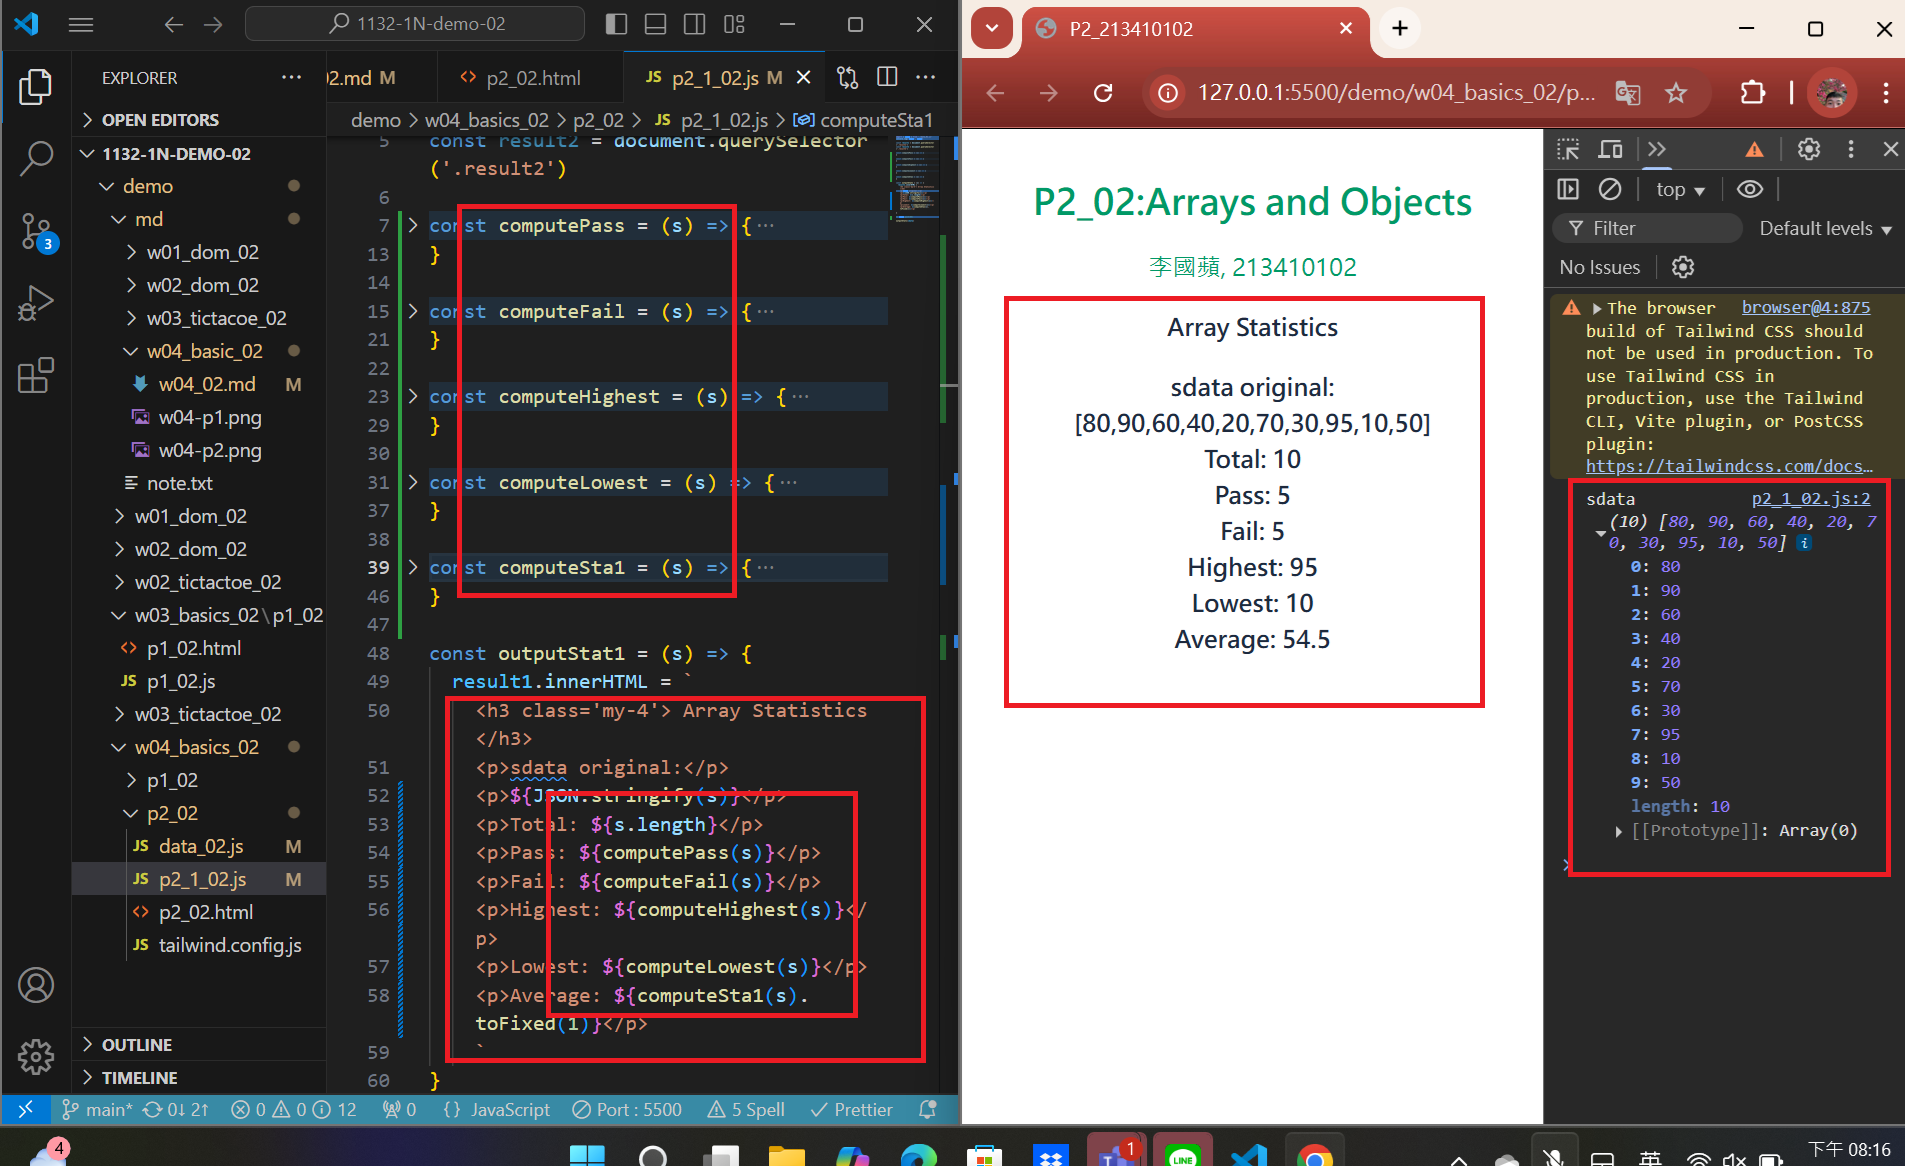 1132-1N-demo-02
EXPLORER
OPEN EDITORS
1132-1N-DEMO-02
demo
md
w01_dom_02
w02_dom_02
w03_tictacoe_02
w04_basic_02
w04_02.md M
w04-p1.png
w04-p2.png
note.txt
w01_dom_02
w02_dom_02
w02_tictactoe_02
w03_basics_02\p1_02
p1_02.html
JS p1_02.js
w03_tictactoe_02
w04_basics_02
p1_02
p2_02
JS data_02.js M
JS p2_1_02.js M
p2_02.html
JS tailwind.config.js
OUTLINE
TIMELINE
3
2.md M
<> p2_02.html
JS p2_1_02.js M
demo > w04_basics_02 > p2_02 > JS p2_1_02.js > computeSta1
5 const result2 = document.querySelector
('.result2')
6
7 const computePass = (s) => {···
13 }
14
15 const computeFail = (s) => {···
21 }
22
23 const computeHighest = (s) => {···
29 }
30
31 const computeLowest = (s) => {···
37 }
38
39 const computeSta1 = (s) => {···
46 }
47
48 const outputStat1 = (s) => {
49 result1.innerHTML = `
50 <h3 class='my-4'> Array Statistics
</h3>
51 <p>sdata original:</p>
52 <p>${JSON.stringify(s)}</p>
53 <p>Total: ${s.length}</p>
54 <p>Pass: ${computePass(s)}</p>
55 <p>Fail: ${computeFail(s)}</p>
56 <p>Highest: ${computeHighest(s)}</
p>
57 <p>Lowest: ${computeLowest(s)}</p>
58 <p>Average: ${computeSta1(s).
toFixed(1)}</p>
59 `
60 }
main* 0↓ 2↑ 0 0 12 0 {} JavaScript Port : 5500 5 Spell Prettier
P2_213410102
127.0.0.1:5500/demo/w04_basics_02/p...
P2_02:Arrays and Objects
李國蘋, 213410102
Array Statistics
sdata original:
[80,90,60,40,20,70,30,95,10,50]
Total: 10
Pass: 5
Fail: 5
Highest: 95
Lowest: 10
Average: 54.5
top
Filter
Default levels
No Issues
The browser browser@4:875
build of Tailwind CSS should
not be used in production. To
use Tailwind CSS in
production, use the Tailwind
CLI, Vite plugin, or PostCSS
plugin:
https://tailwindcss.com/docs…
sdata p2_1_02.js:2
(10) [80, 90, 60, 40, 20, 7
0, 30, 95, 10, 50] i
0: 80
1: 90
2: 60
3: 40
4: 20
5: 70
6: 30
7: 95
8: 10
9: 50
length: 10
[[Prototype]]: Array(0)
4
1
LINE
英
下午 08:16